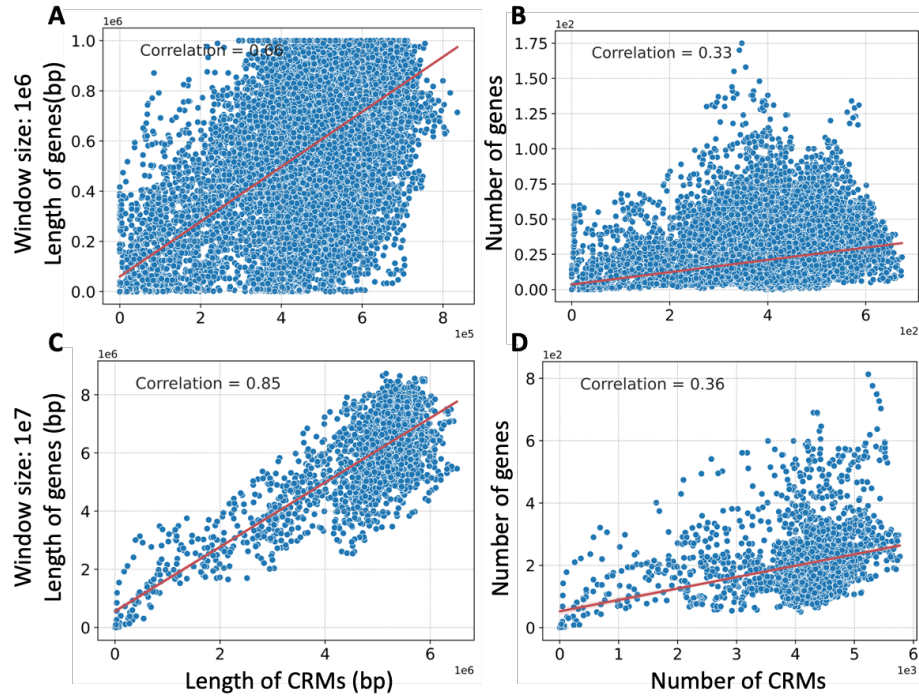 A
1e6
Correlation = 0.66
1.0
0.8
0.6
0.4
0.2
0.0
0
2
4
6
8
1e5
Window size: 1e6
Length of genes(bp)
B
1e2
Correlation = 0.33
1.75
1.50
1.25
1.00
0.75
0.50
0.25
0.00
0
2
4
6
1e2
Number of genes
C
1e6
Correlation = 0.85
8
6
4
2
0
0
2
4
6
1e6
Window size: 1e7
Length of genes (bp)
Length of CRMs (bp)
D
1e2
Correlation = 0.36
8
6
4
2
0
0
1
2
3
4
5
6
1e3
Number of genes
Number of CRMs